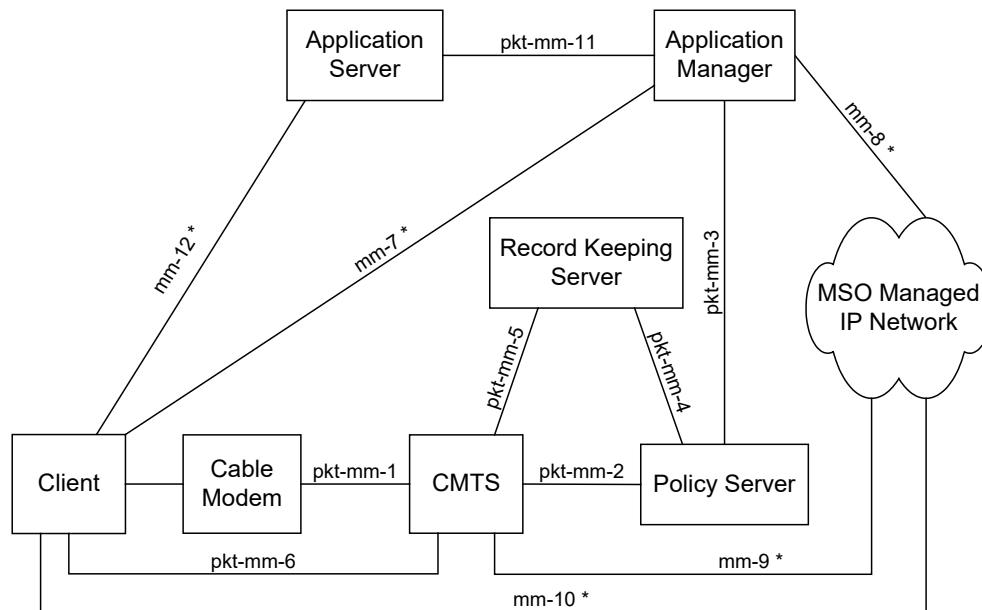 Application
Server
pkt-mm-11
Application
Manager
mm-8 *
mm-12 *
mm-7 *
pkt-mm-3
Record Keeping
Server
MSO Managed
IP Network
pkt-mm-5
pkt-mm-4
Client
Cable
Modem
pkt-mm-1
CMTS
pkt-mm-2
Policy Server
pkt-mm-6
mm-9 *
mm-10 *